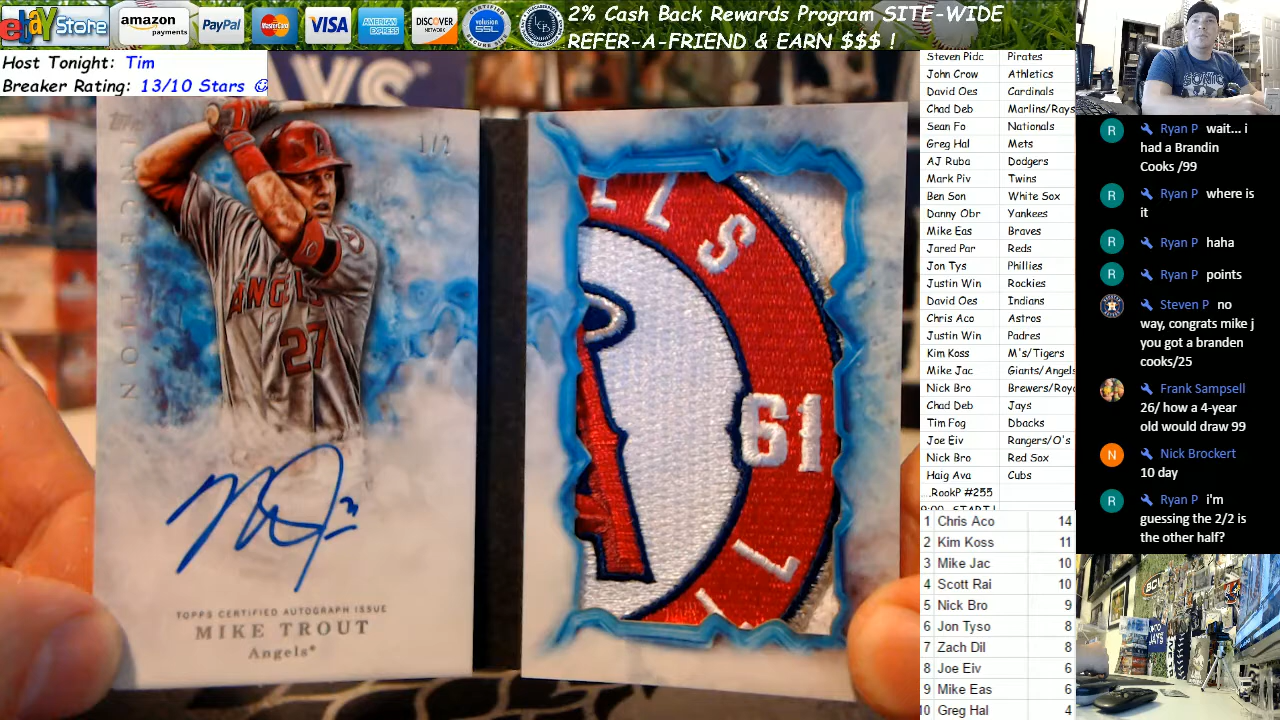 ebay Store
amazon payments
PayPal
MasterCard
VISA
AMERICAN EXPRESS
DISCOVER NETWORK
volusion SSL
2% Cash Back Rewards Program SITE-WIDE
REFER-A-FRIEND & EARN $$$ !
Host Tonight: Tim
Breaker Rating: 13/10 Stars ☺
Topps
INCEPTION
1/2
ANGELS
27
TOPPS CERTIFIED AUTOGRAPH ISSUE
MIKE TROUT
Angels*
LLS
61
Steven Pidc Pirates
John Crow Athletics
David Oes Cardinals
Chad Deb Marlins/Rays
Sean Fo Nationals
Greg Hal Mets
AJ Ruba Dodgers
Mark Piv Twins
Ben Son White Sox
Danny Obr Yankees
Mike Eas Braves
Jared Par Reds
Jon Tys Phillies
Justin Win Rockies
David Oes Indians
Chris Aco Astros
Justin Win Padres
Kim Koss M's/Tigers
Mike Jac Giants/Angels
Nick Bro Brewers/Roy
Chad Deb Jays
Tim Fog Dbacks
Joe Eiv Rangers/O's
Nick Bro Red Sox
Haig Ava Cubs
...RookP #255
9:00 START!
1 Chris Aco 14
2 Kim Koss 11
3 Mike Jac 10
4 Scott Rai 10
5 Nick Bro 9
6 Jon Tyso 8
7 Zach Dil 8
8 Joe Eiv 6
9 Mike Eas 6
10 Greg Hal 4
SONIC
R Ryan P wait... i
had a Brandin
Cooks /99
R Ryan P where is
it
R Ryan P haha
R Ryan P points
Steven P no
way, congrats mike j
you got a branden
cooks/25
Frank Sampsell
26/ how a 4-year
old would draw 99
N Nick Brockert
10 day
R Ryan P i'm
guessing the 2/2 is
the other half?